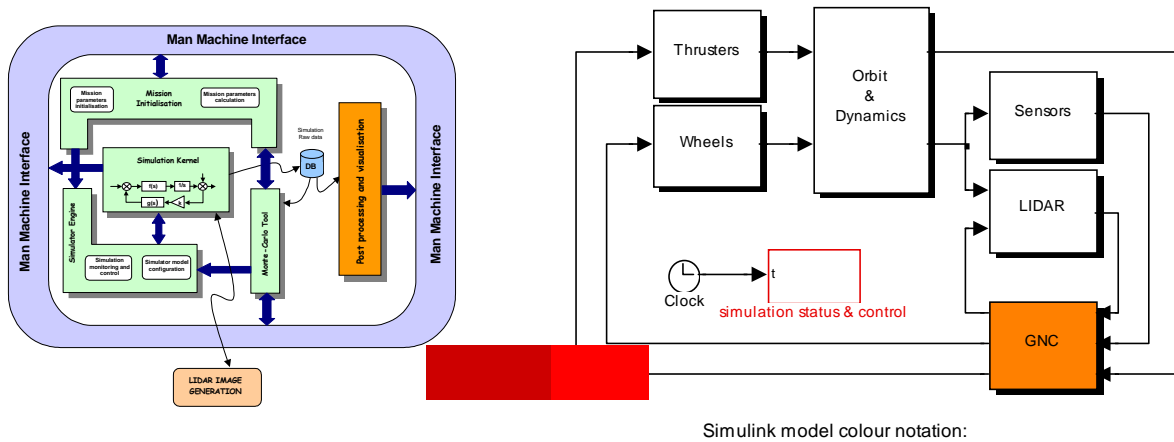 Man Machine Interface
Man Machine Interface
Man Machine Interface
Mission
Initialisation
Mission
parameters
initialisation
Mission parameters
calculation
Simulation
Raw data
DB
Simulation Kernel
f(s)
1/s
g(s)
k
Simulator Engine
Simulation
monitoring and
control
Simulator model
configuration
Monte-Carlo Tool
Post processing and visualisation
LIDAR IMAGE
GENERATION
Thrusters
Wheels
Orbit
&
Dynamics
Sensors
LIDAR
Clock
t
simulation status & control
GNC
Simulink model colour notation: